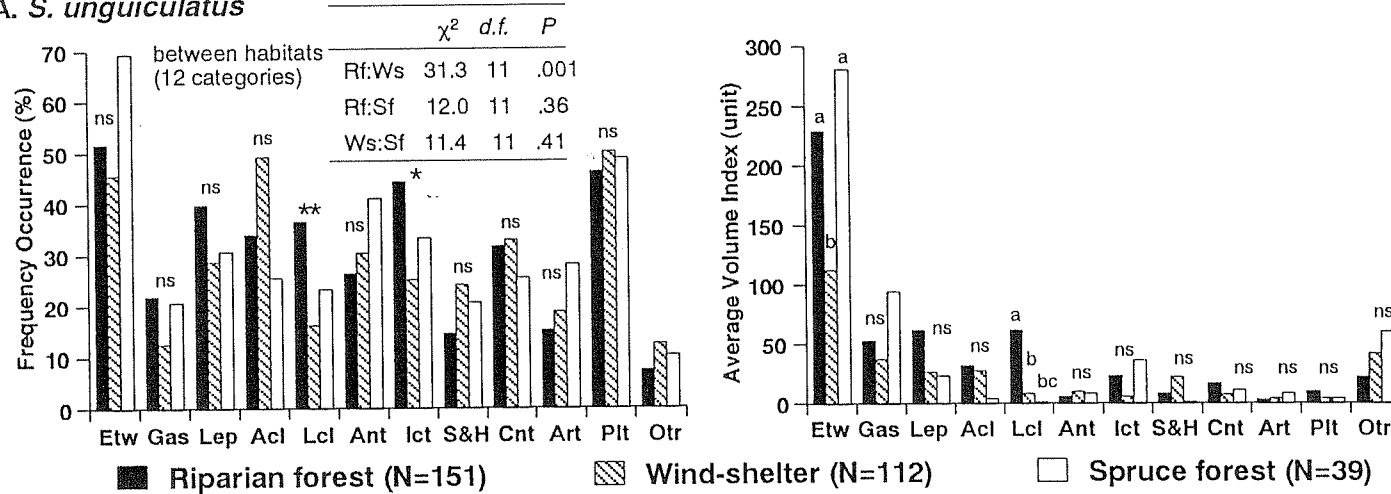 A. S. unguiculatus
χ² d.f. P
Rf:Ws 31.3 11 .001
Rf:Sf 12.0 11 .36
Ws:Sf 11.4 11 .41
between habitats
(12 categories)
Frequency Occurrence (%)
70
60
50
40
30
20
10
0
ns
ns
ns
ns
**
ns
*
ns
ns
ns
ns
Etw Gas Lep Acl Lcl Ant Ict S&H Cnt Art Plt Otr
Average Volume Index (unit)
300
250
200
150
100
50
0
a
b
a
ns
ns
ns
a
b
bc
ns
ns
ns
ns
ns
ns
ns
Etw Gas Lep Acl Lcl Ant Ict S&H Cnt Art Plt Otr
Riparian forest (N=151) Wind-shelter (N=112) Spruce forest (N=39)